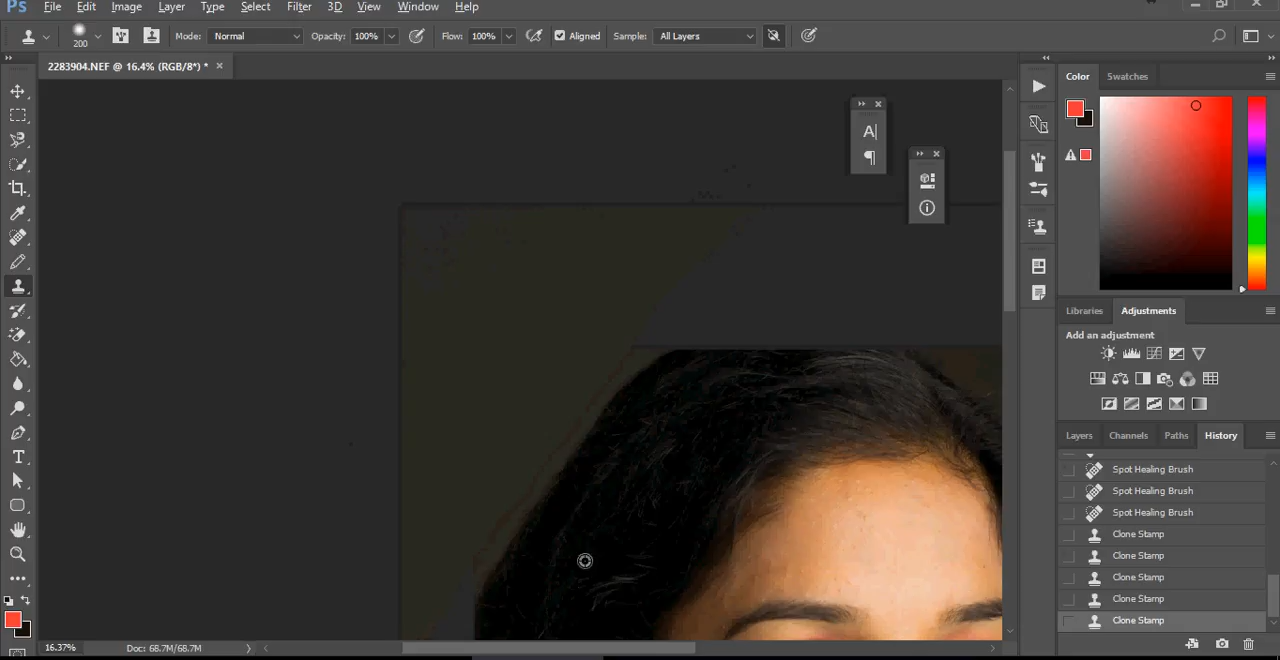 Ps File Edit Image Layer Type Select Filter 3D View Window Help
200 Mode: Normal Opacity: 100% Flow: 100% Aligned Sample: All Layers
2283904.NEF @ 16.4% (RGB/8*) * ×
Color Swatches
A|
¶
Libraries Adjustments
Add an adjustment
Layers Channels Paths History
Spot Healing Brush
Spot Healing Brush
Spot Healing Brush
Clone Stamp
Clone Stamp
Clone Stamp
Clone Stamp
Clone Stamp
16.37% Doc: 68.7M/68.7M